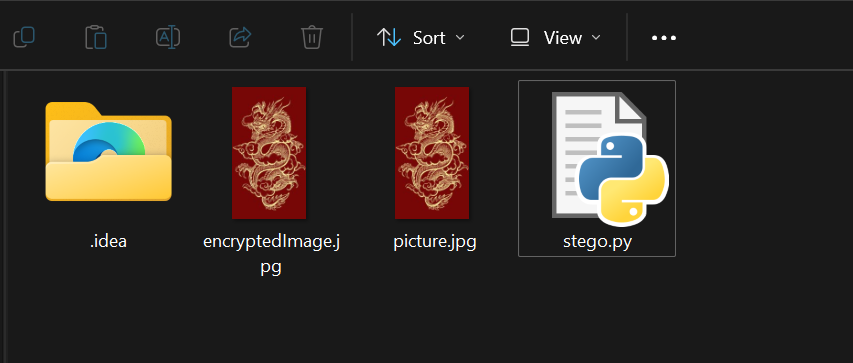 Sort
View
.idea
encryptedImage.j
pg
picture.jpg
stego.py